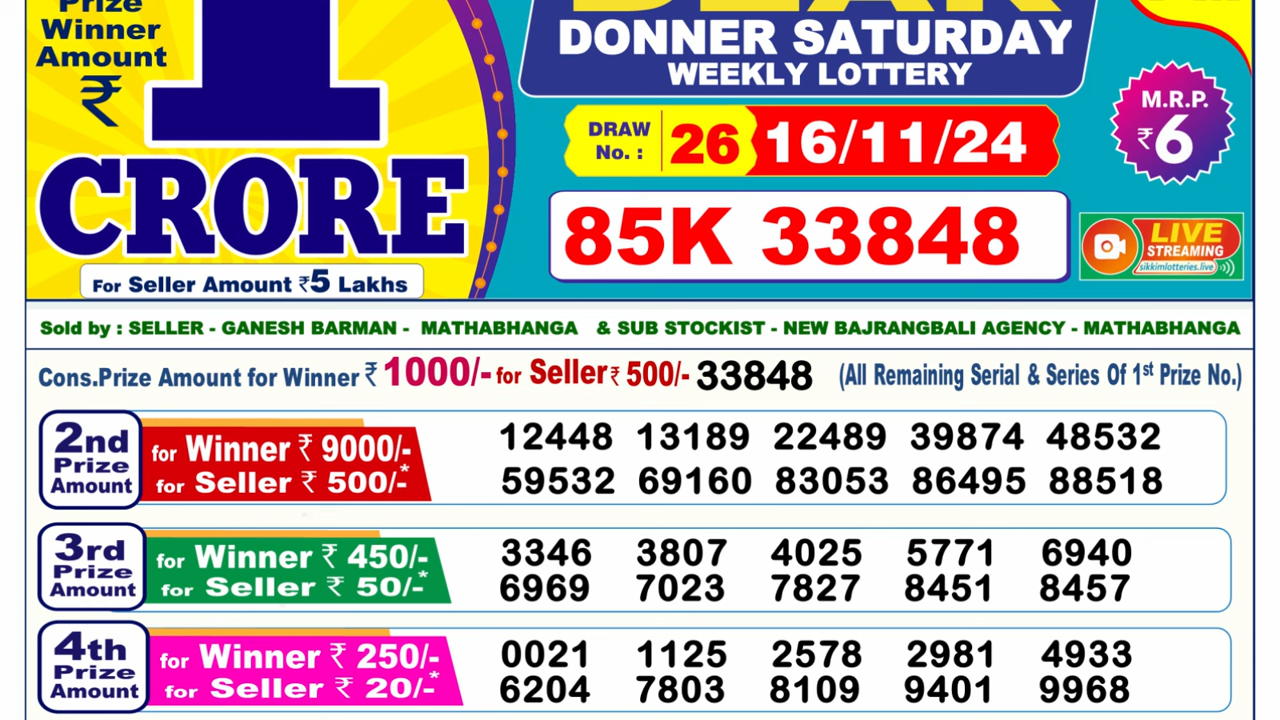 Prize
Winner
Amount
₹
1
CRORE
For Seller Amount ₹5 Lakhs
DEAR
DONNER SATURDAY
WEEKLY LOTTERY
DRAW No. : 26 16/11/24
M.R.P.
₹6
85K 33848
LIVE
STREAMING
sikkimlotteries.live
Sold by : SELLER - GANESH BARMAN - MATHABHANGA & SUB STOCKIST - NEW BAJRANGBALI AGENCY - MATHABHANGA
Cons.Prize Amount for Winner ₹ 1000/- for Seller ₹ 500/- 33848 (All Remaining Serial & Series Of 1st Prize No.)
2nd
Prize
Amount
for Winner ₹ 9000/-
for Seller ₹ 500/-*
12448 13189 22489 39874 48532
59532 69160 83053 86495 88518
3rd
Prize
Amount
for Winner ₹ 450/-
for Seller ₹ 50/-*
3346 3807 4025 5771 6940
6969 7023 7827 8451 8457
4th
Prize
Amount
for Winner ₹ 250/-
for Seller ₹ 20/-*
0021 1125 2578 2981 4933
6204 7803 8109 9401 9968